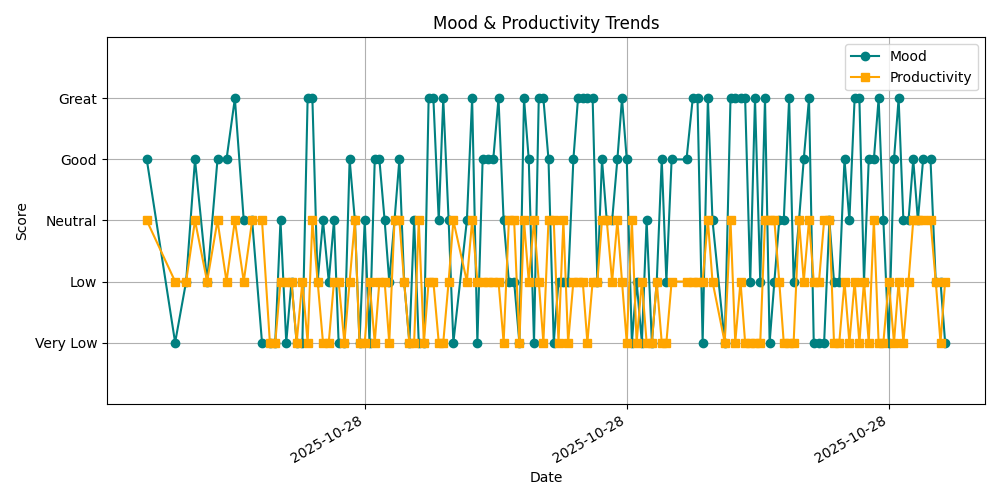 Mood & Productivity Trends
Mood
Productivity
Great
Good
Neutral
Low
Very Low
Score
2025-10-28
2025-10-28
2025-10-28
Date